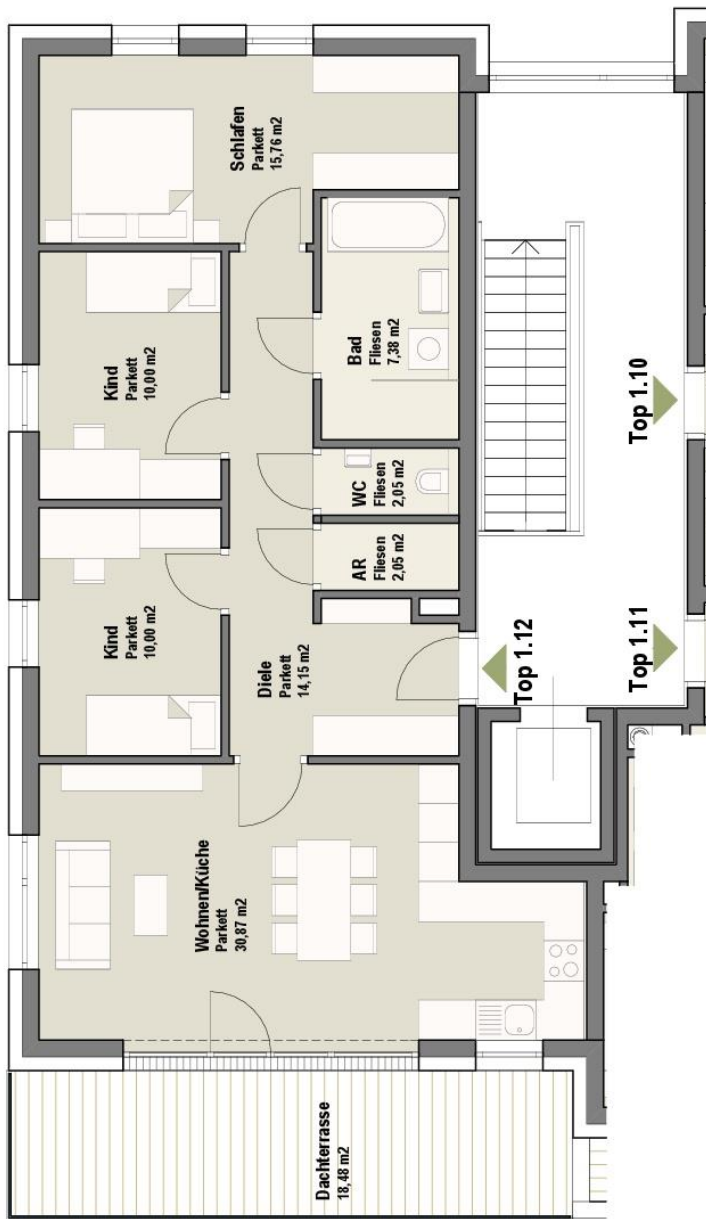 Schlafen
Parkett
15,76 m2
Kind
Parkett
10,00 m2
Bad
Fliesen
7,38 m2
WC
Fliesen
2,05 m2
AR
Fliesen
2,05 m2
Kind
Parkett
10,00 m2
Diele
Parkett
14,15 m2
Top 1.10
Top 1.11
Top 1.12
Wohnen/Küche
Parkett
30,87 m2
Dachterrasse
18,48 m2